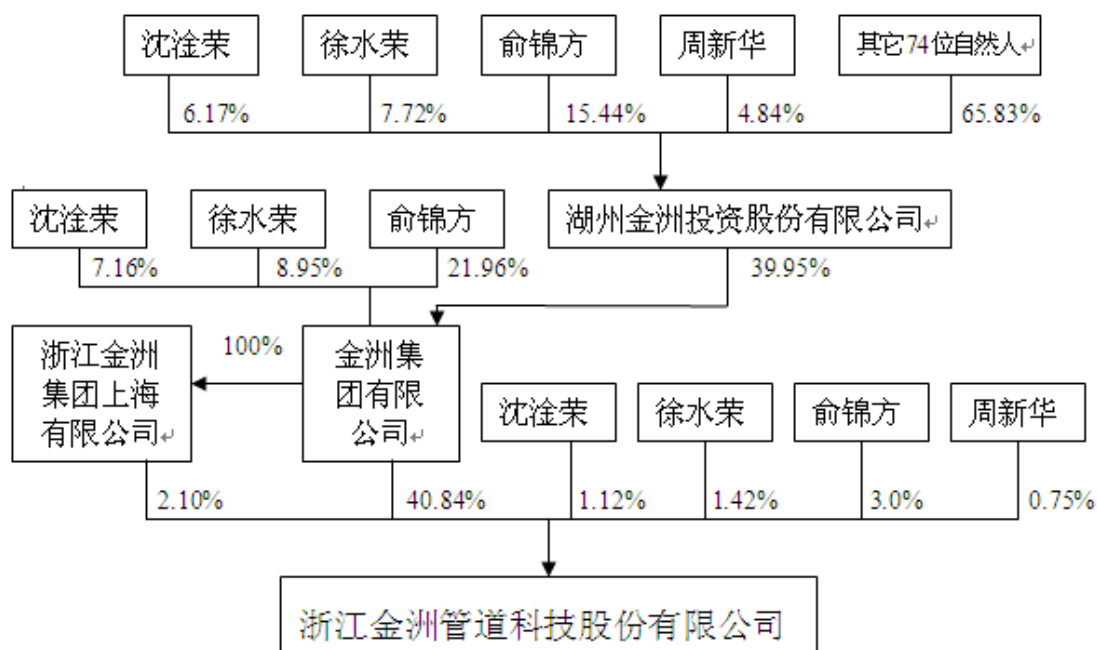 沈淦荣
徐水荣
俞锦方
周新华
其它74位自然人
6.17%
7.72%
15.44%
4.84%
65.83%
沈淦荣
徐水荣
俞锦方
湖州金洲投资股份有限公司
7.16%
8.95%
21.96%
39.95%
浙江金洲
集团上海
有限公司
100%
金洲集
团有限
公司
沈淦荣
徐水荣
俞锦方
周新华
2.10%
40.84%
1.12%
1.42%
3.0%
0.75%
浙江金洲管道科技股份有限公司